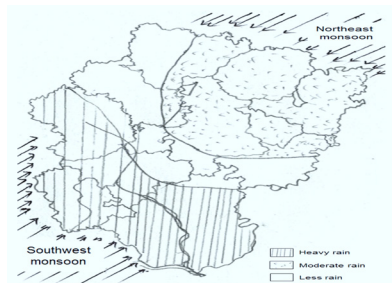 Northeast
monsoon
Southwest
monsoon
Heavy rain
Moderate rain
Less rain